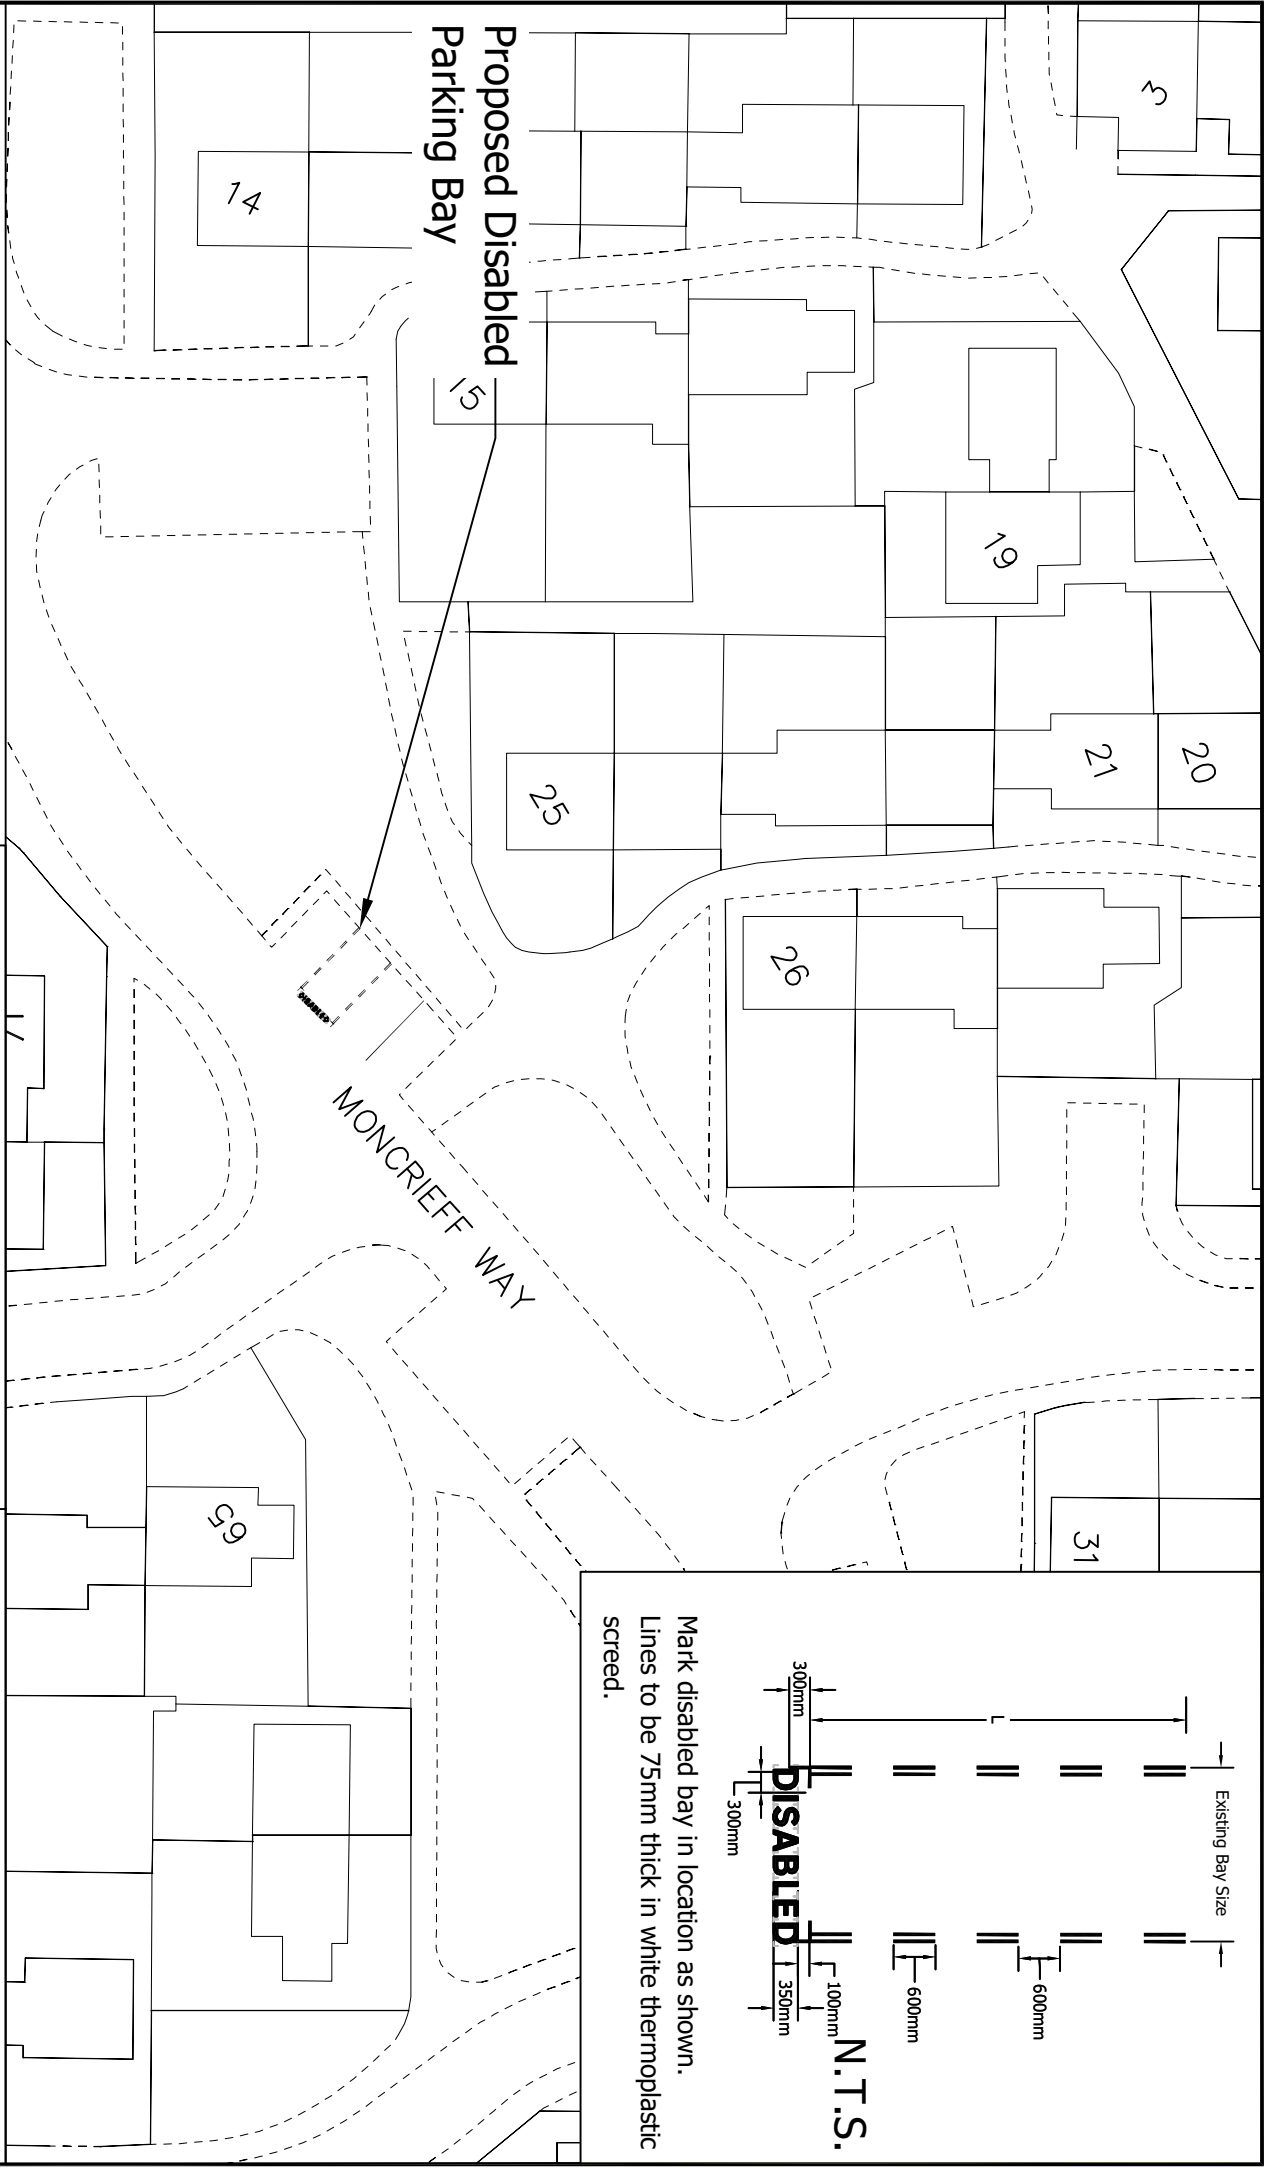 Proposed Disabled
Parking Bay
3
14
15
19
20
21
25
26
31
65
7
DISABLED
MONCRIEFF WAY
Existing Bay Size
L
300mm
300mm
DISABLED
100mm
350mm
600mm
600mm
N.T.S.
Mark disabled bay in location as shown.
Lines to be 75mm thick in white thermoplastic
screed.